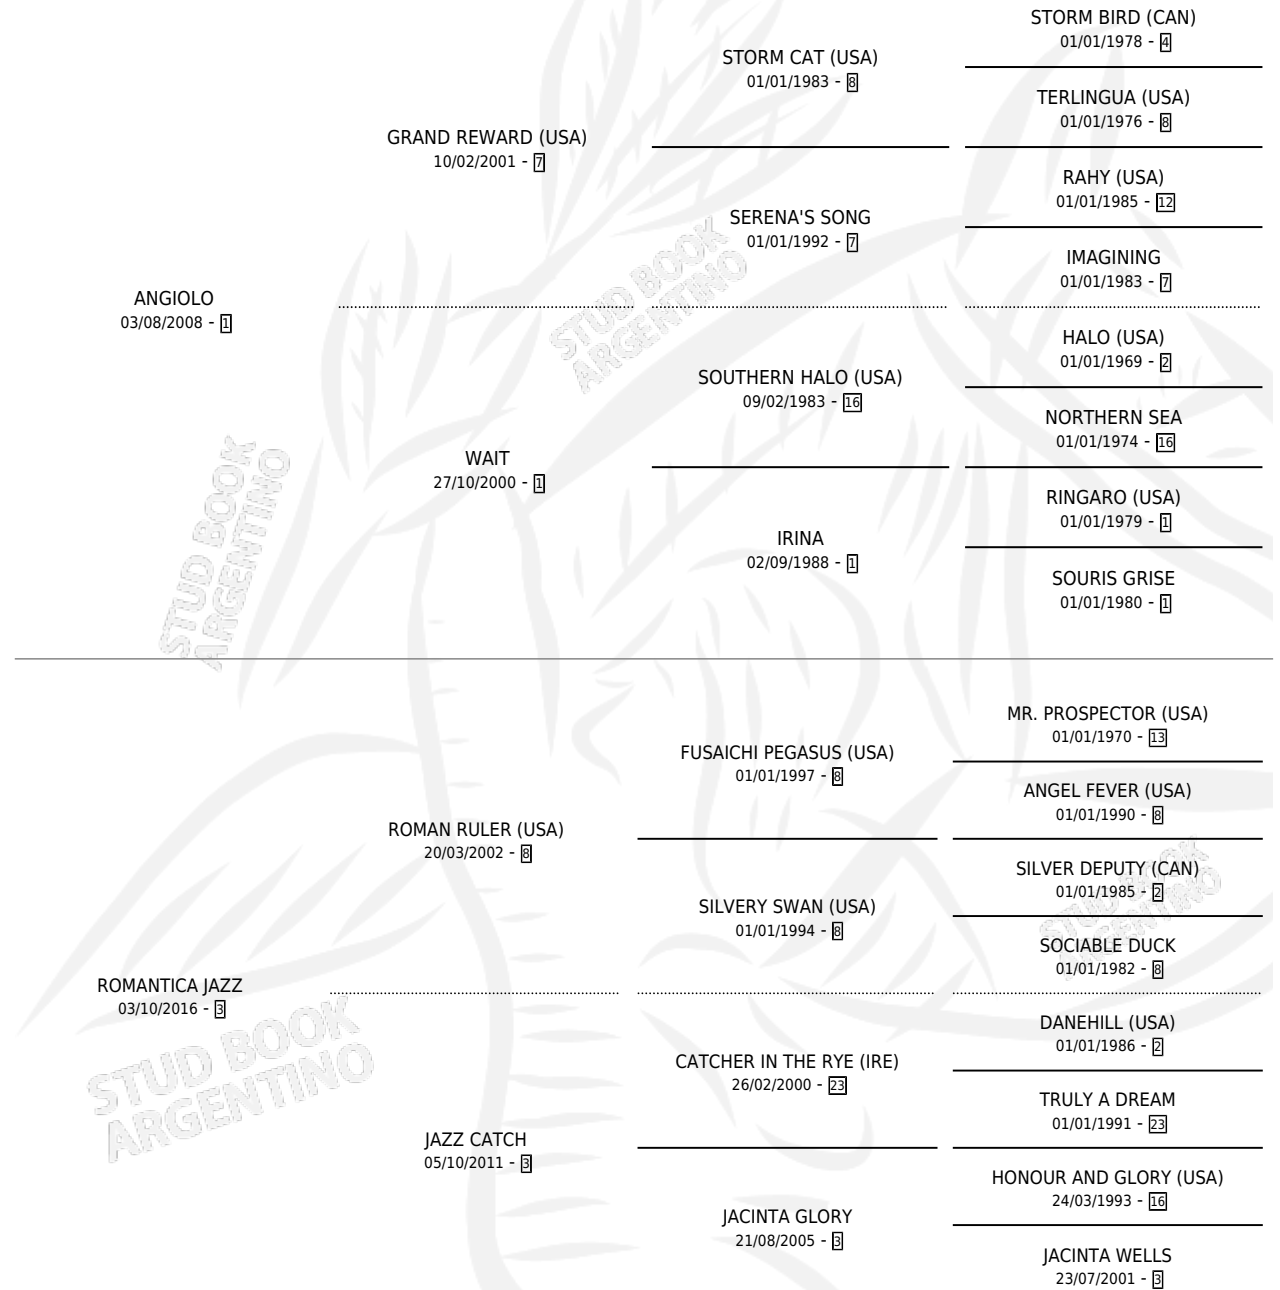 STORM BIRD (CAN)
01/01/1978 - 4
STORM CAT (USA)
01/01/1983 - 8
TERLINGUA (USA)
01/01/1976 - 8
GRAND REWARD (USA)
10/02/2001 - 7
RAHY (USA)
01/01/1985 - 12
SERENA'S SONG
01/01/1992 - 7
IMAGINING
01/01/1983 - 7
ANGIOLO
03/08/2008 - 1
HALO (USA)
01/01/1969 - 2
SOUTHERN HALO (USA)
09/02/1983 - 16
NORTHERN SEA
01/01/1974 - 16
WAIT
27/10/2000 - 1
RINGARO (USA)
01/01/1979 - 1
IRINA
02/09/1988 - 1
SOURIS GRISE
01/01/1980 - 1
STUD BOOK
ARGENTINO
STUD BOOK
ARGENTINO
MR. PROSPECTOR (USA)
01/01/1970 - 13
FUSAICHI PEGASUS (USA)
01/01/1997 - 8
ANGEL FEVER (USA)
01/01/1990 - 8
ROMAN RULER (USA)
20/03/2002 - 8
SILVER DEPUTY (CAN)
01/01/1985 - 2
SILVERY SWAN (USA)
01/01/1994 - 8
SOCIABLE DUCK
01/01/1982 - 8
ROMANTICA JAZZ
03/10/2016 - 3
DANEHILL (USA)
01/01/1986 - 2
CATCHER IN THE RYE (IRE)
26/02/2000 - 23
TRULY A DREAM
01/01/1991 - 23
JAZZ CATCH
05/10/2011 - 3
HONOUR AND GLORY (USA)
24/03/1993 - 16
JACINTA GLORY
21/08/2005 - 3
JACINTA WELLS
23/07/2001 - 3
STUD BOOK
ARGENTINO
STUD BOOK
ARGENTINO